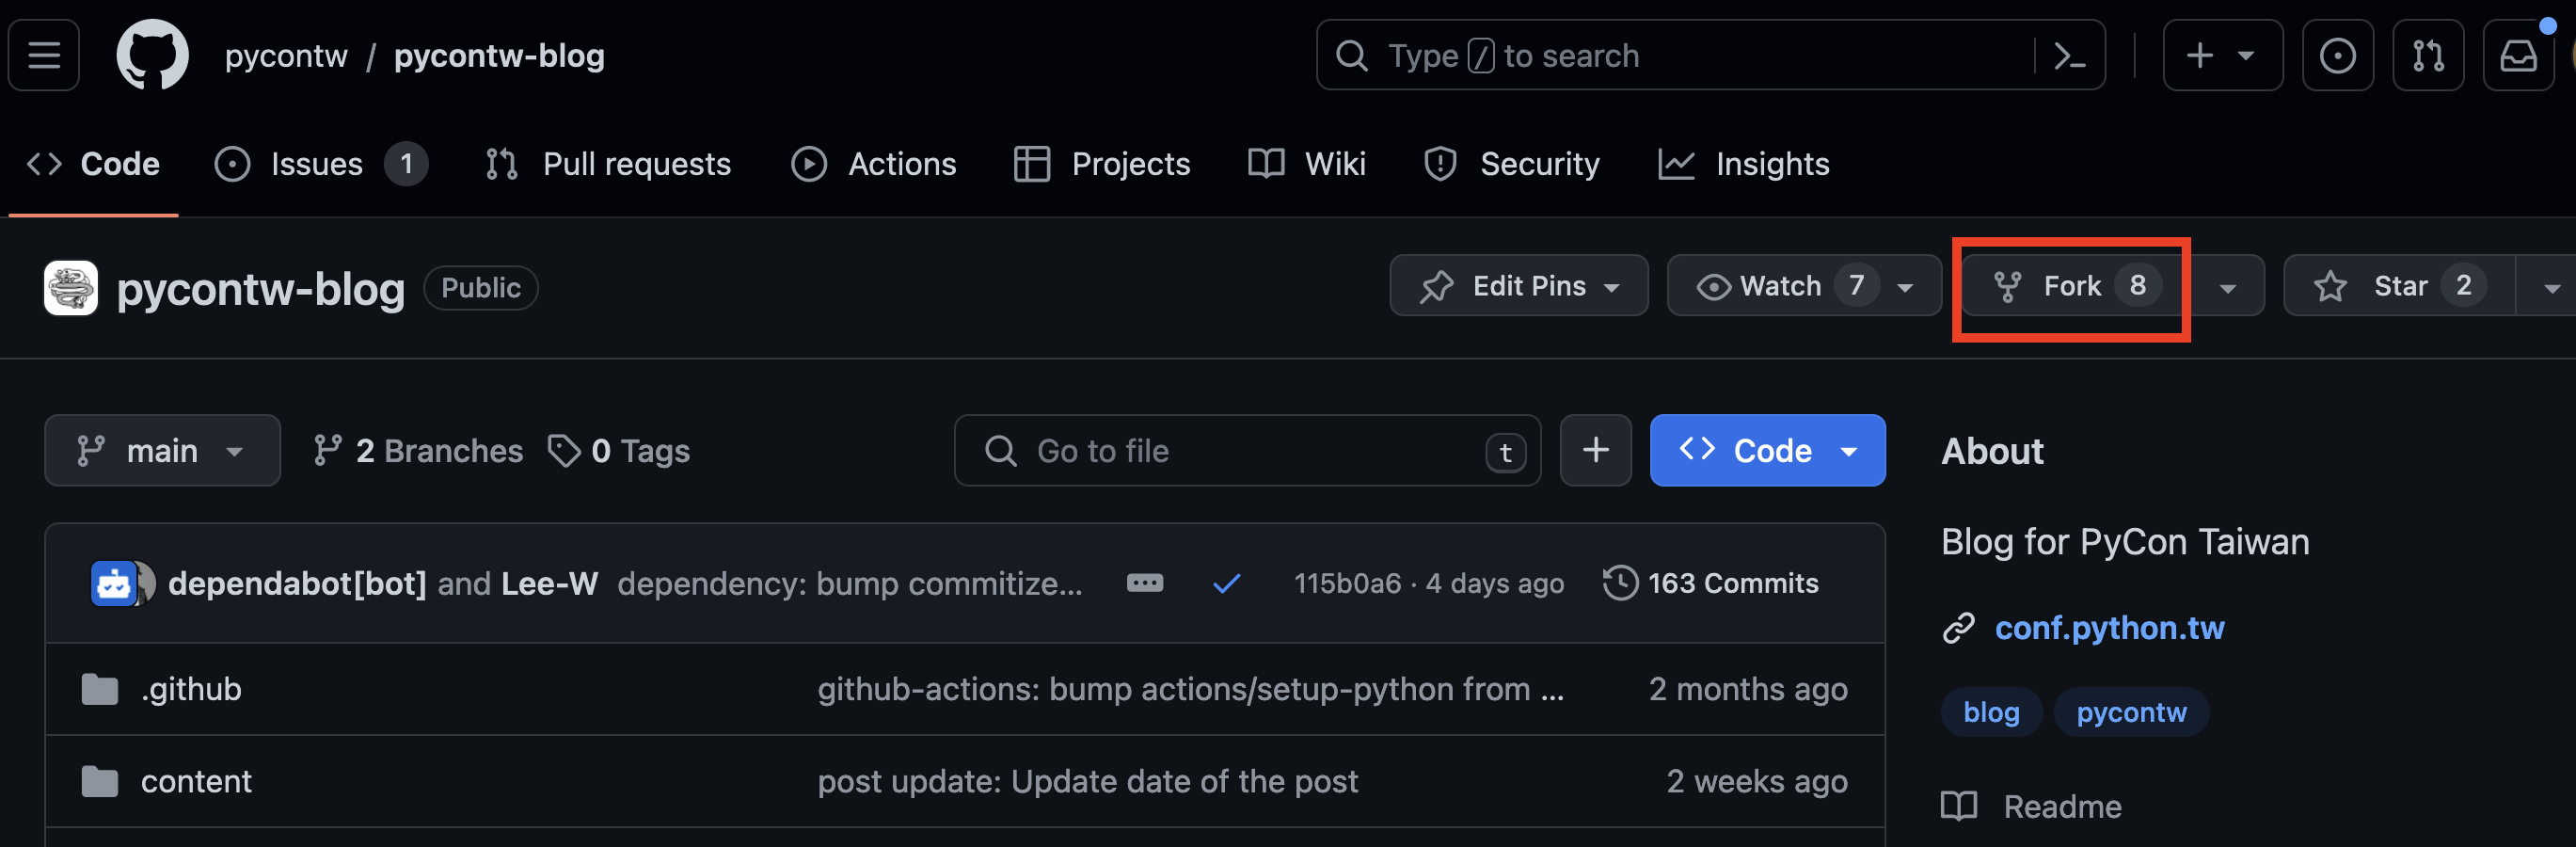 pycontw / pycontw-blog
Type / to search
Code Issues 1 Pull requests Actions Projects Wiki Security Insights
pycontw-blog Public
Edit Pins Watch 7 Fork 8 Star 2
main 2 Branches 0 Tags
Go to file t
Code
About
Blog for PyCon Taiwan
conf.python.tw
blog pycontw
Readme
dependabot[bot] and Lee-W dependency: bump commitize... 115b0a6 · 4 days ago 163 Commits
.github github-actions: bump actions/setup-python from ... 2 months ago
content post update: Update date of the post 2 weeks ago